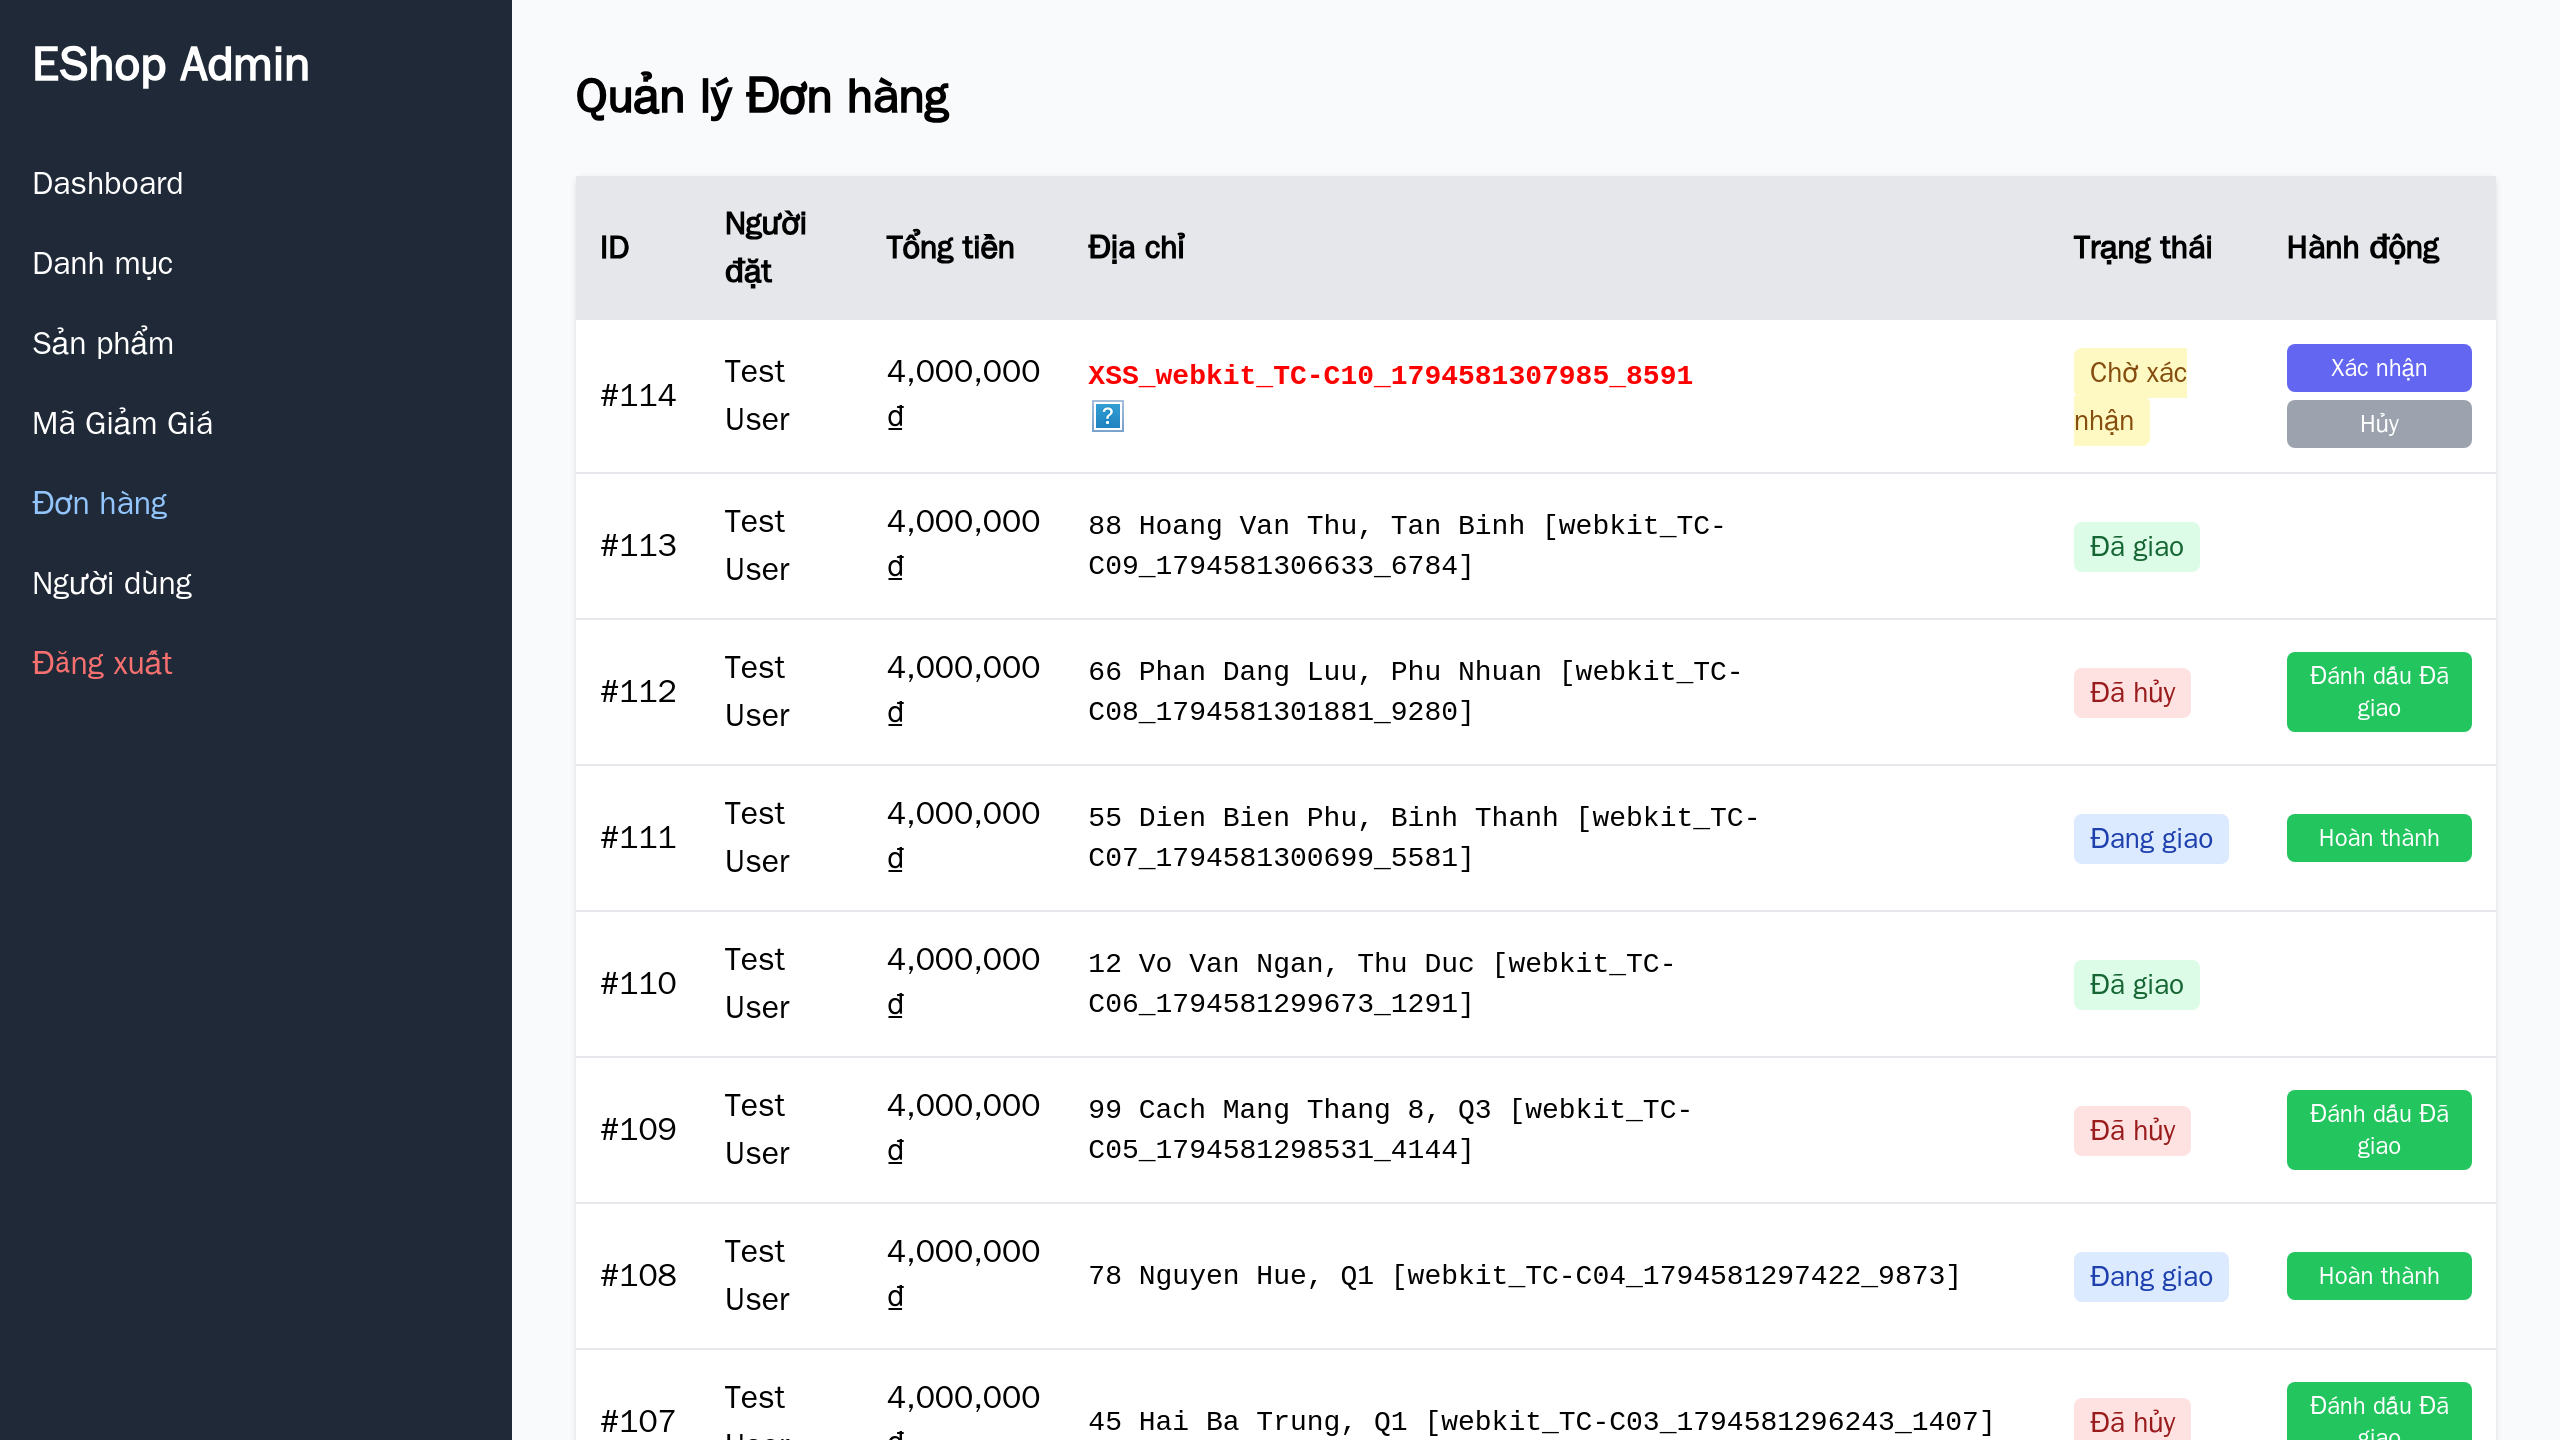 EShop Admin
Dashboard
Danh mục
Sản phẩm
Mã Giảm Giá
Đơn hàng
Người dùng
Đăng xuất
Quản lý Đơn hàng
ID
Người
đặt
Tổng tiền
Địa chỉ
Trạng thái
Hành động
#114
Test
User
4,000,000
₫
XSS_webkit_TC-C10_1794581307985_8591
?
Chờ xác
nhận
Xác nhận
Hủy
#113
Test
User
4,000,000
₫
88 Hoang Van Thu, Tan Binh [webkit_TC-
C09_1794581306633_6784]
Đã giao
#112
Test
User
4,000,000
₫
66 Phan Dang Luu, Phu Nhuan [webkit_TC-
C08_1794581301881_9280]
Đã hủy
Đánh dấu Đã
giao
#111
Test
User
4,000,000
₫
55 Dien Bien Phu, Binh Thanh [webkit_TC-
C07_1794581300699_5581]
Đang giao
Hoàn thành
#110
Test
User
4,000,000
₫
12 Vo Van Ngan, Thu Duc [webkit_TC-
C06_1794581299673_1291]
Đã giao
#109
Test
User
4,000,000
₫
99 Cach Mang Thang 8, Q3 [webkit_TC-
C05_1794581298531_4144]
Đã hủy
Đánh dấu Đã
giao
#108
Test
User
4,000,000
₫
78 Nguyen Hue, Q1 [webkit_TC-C04_1794581297422_9873]
Đang giao
Hoàn thành
#107
Test
User
4,000,000
₫
45 Hai Ba Trung, Q1 [webkit_TC-C03_1794581296243_1407]
Đã hủy
Đánh dấu Đã
giao